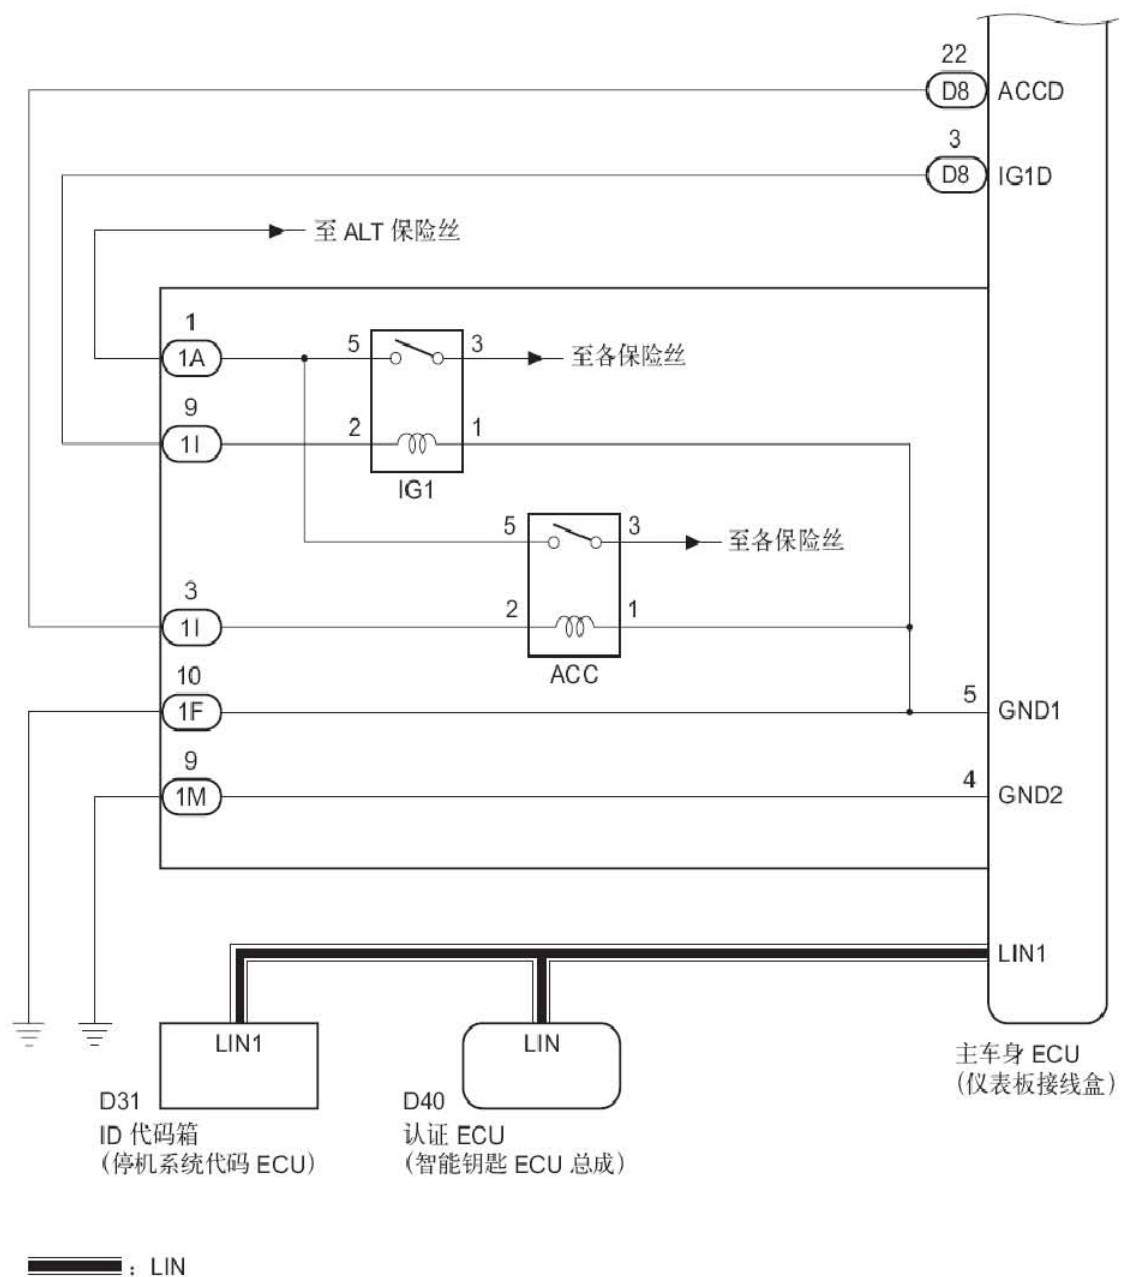 22
D8 ACCD
3
D8 IG1D
至 ALT 保险丝
1
1A
5 3 至各保险丝
9
1I
2 1
IG1
5 3 至各保险丝
3
1I
2 1
ACC
10
1F
5 GND1
9
1M
4 GND2
LIN1
LIN1
LIN
主车身 ECU
(仪表板接线盒)
D31
ID 代码箱
(停机系统代码 ECU)
D40
认证 ECU
(智能钥匙 ECU 总成)
: LIN